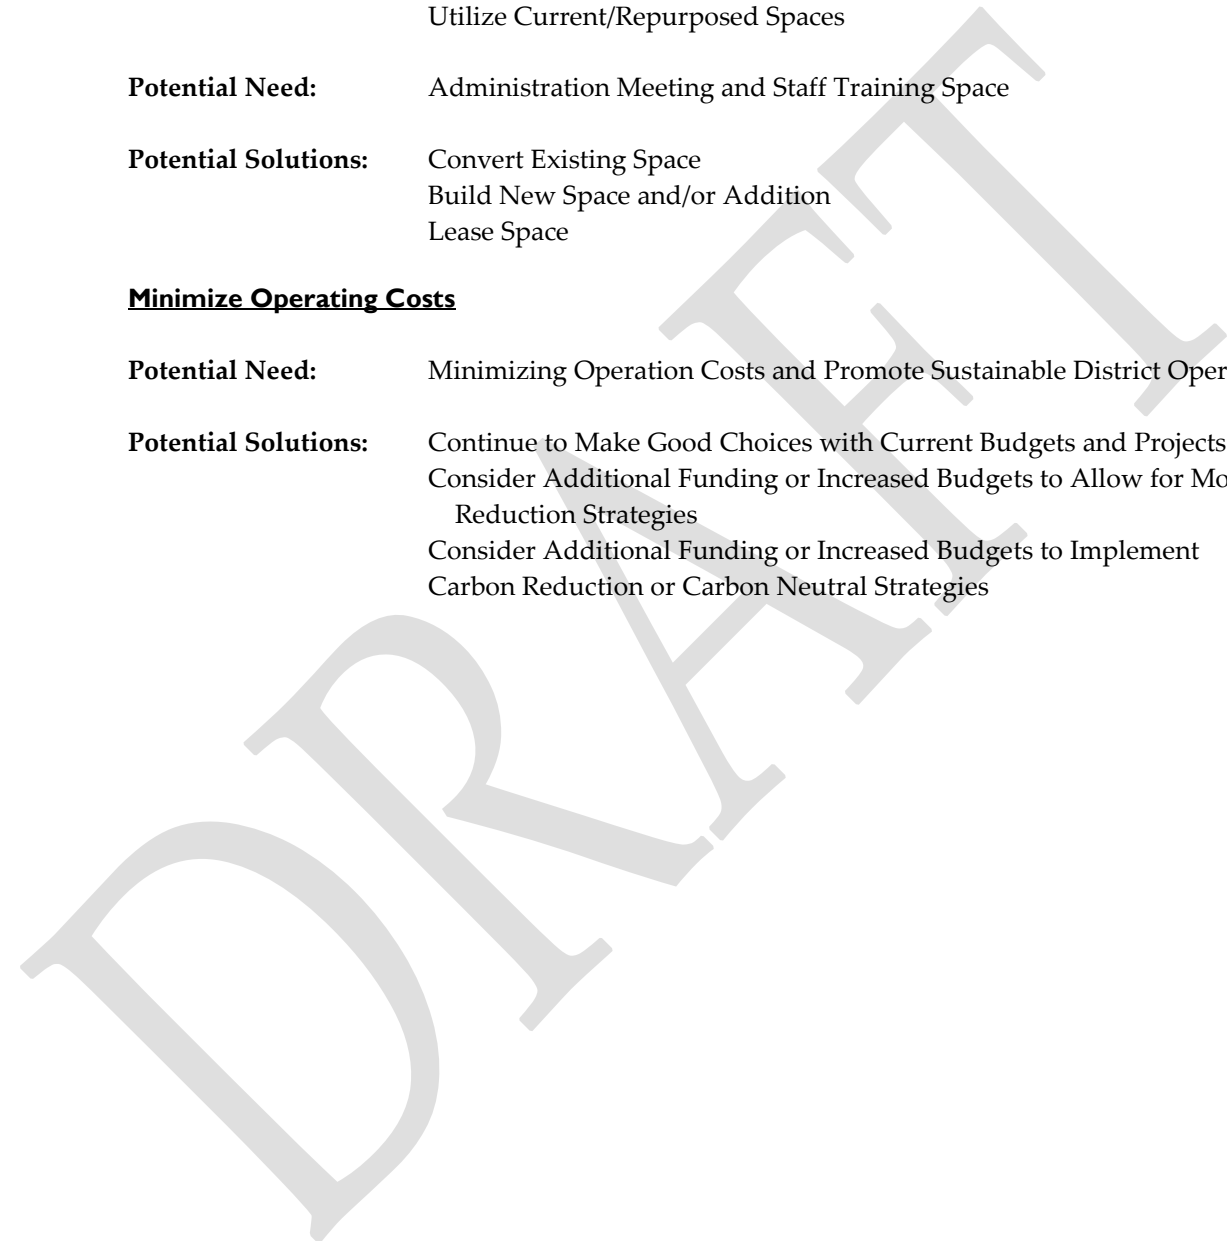 Utilize Current/Repurposed Spaces
Potential Need: Administration Meeting and Staff Training Space
Potential Solutions: Convert Existing Space
Build New Space and/or Addition
Lease Space
Minimize Operating Costs
Potential Need: Minimizing Operation Costs and Promote Sustainable District Oper
Potential Solutions: Continue to Make Good Choices with Current Budgets and Projects
Consider Additional Funding or Increased Budgets to Allow for Mo
Reduction Strategies
Consider Additional Funding or Increased Budgets to Implement
Carbon Reduction or Carbon Neutral Strategies
DRAFT